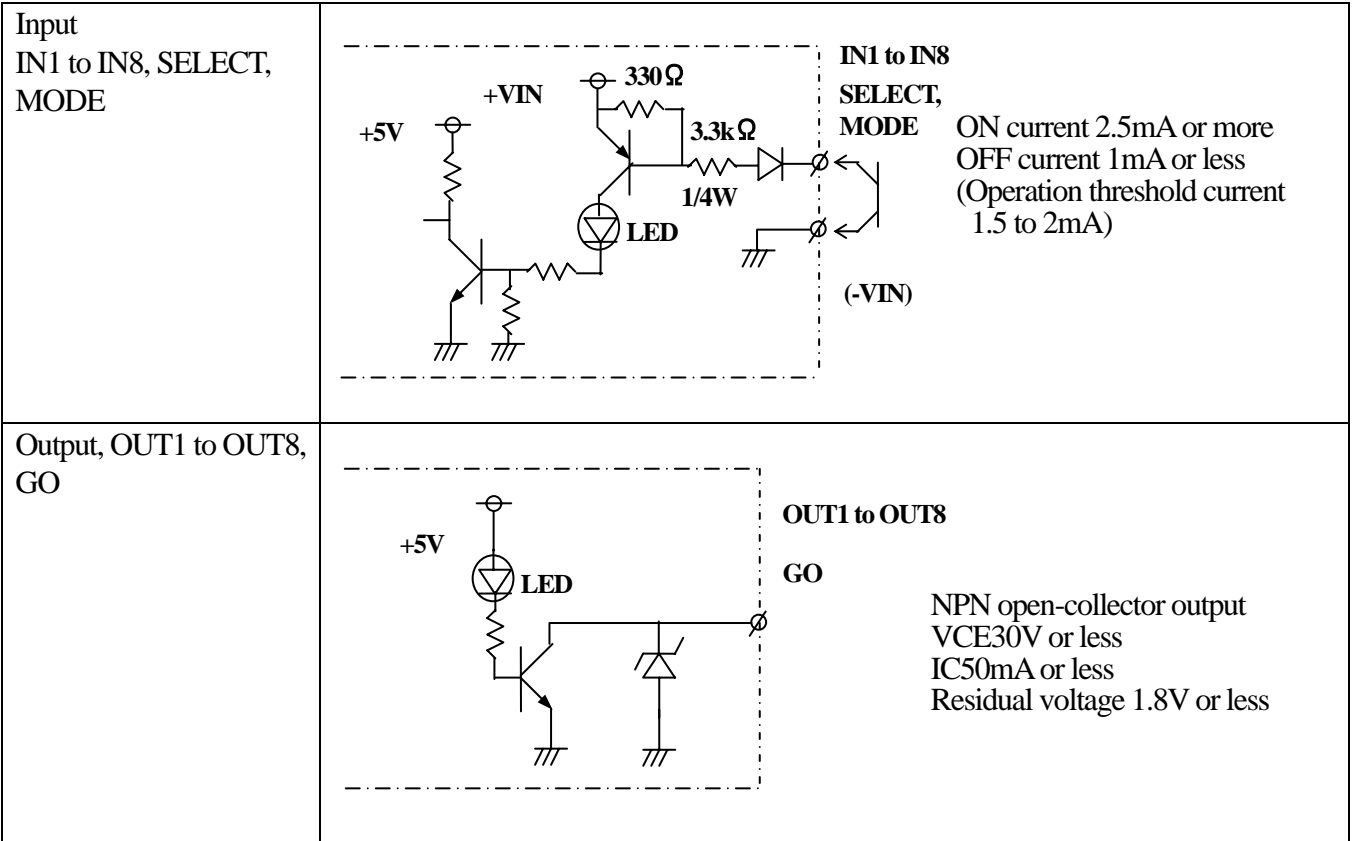 Input
IN1 to IN8, SELECT,
MODE
+5V
+VIN
330Ω
3.3kΩ
1/4W
LED
IN1 to IN8
SELECT,
MODE
(-VIN)
ON current 2.5mA or more
OFF current 1mA or less
(Operation threshold current
1.5 to 2mA)
Output, OUT1 to OUT8,
GO
+5V
LED
OUT1 to OUT8
GO
NPN open-collector output
VCE30V or less
IC50mA or less
Residual voltage 1.8V or less